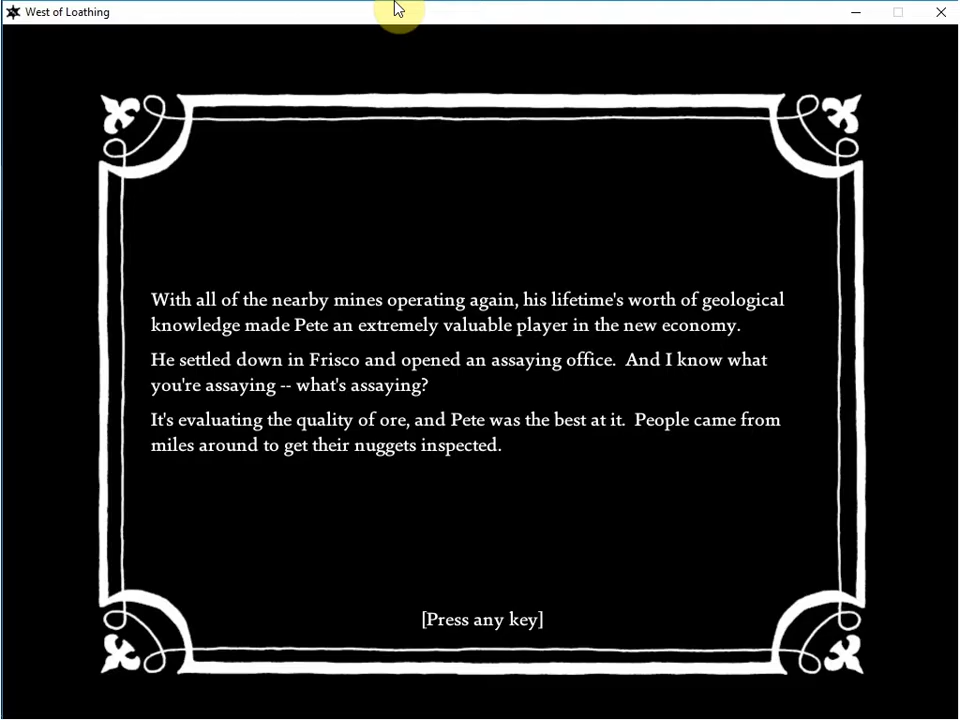 West of Loathing
With all of the nearby mines operating again, his lifetime's worth of geological
knowledge made Pete an extremely valuable player in the new economy.
He settled down in Frisco and opened an assaying office.  And I know what
you're assaying -- what's assaying?
It's evaluating the quality of ore, and Pete was the best at it.  People came from
miles around to get their nuggets inspected.
[Press any key]